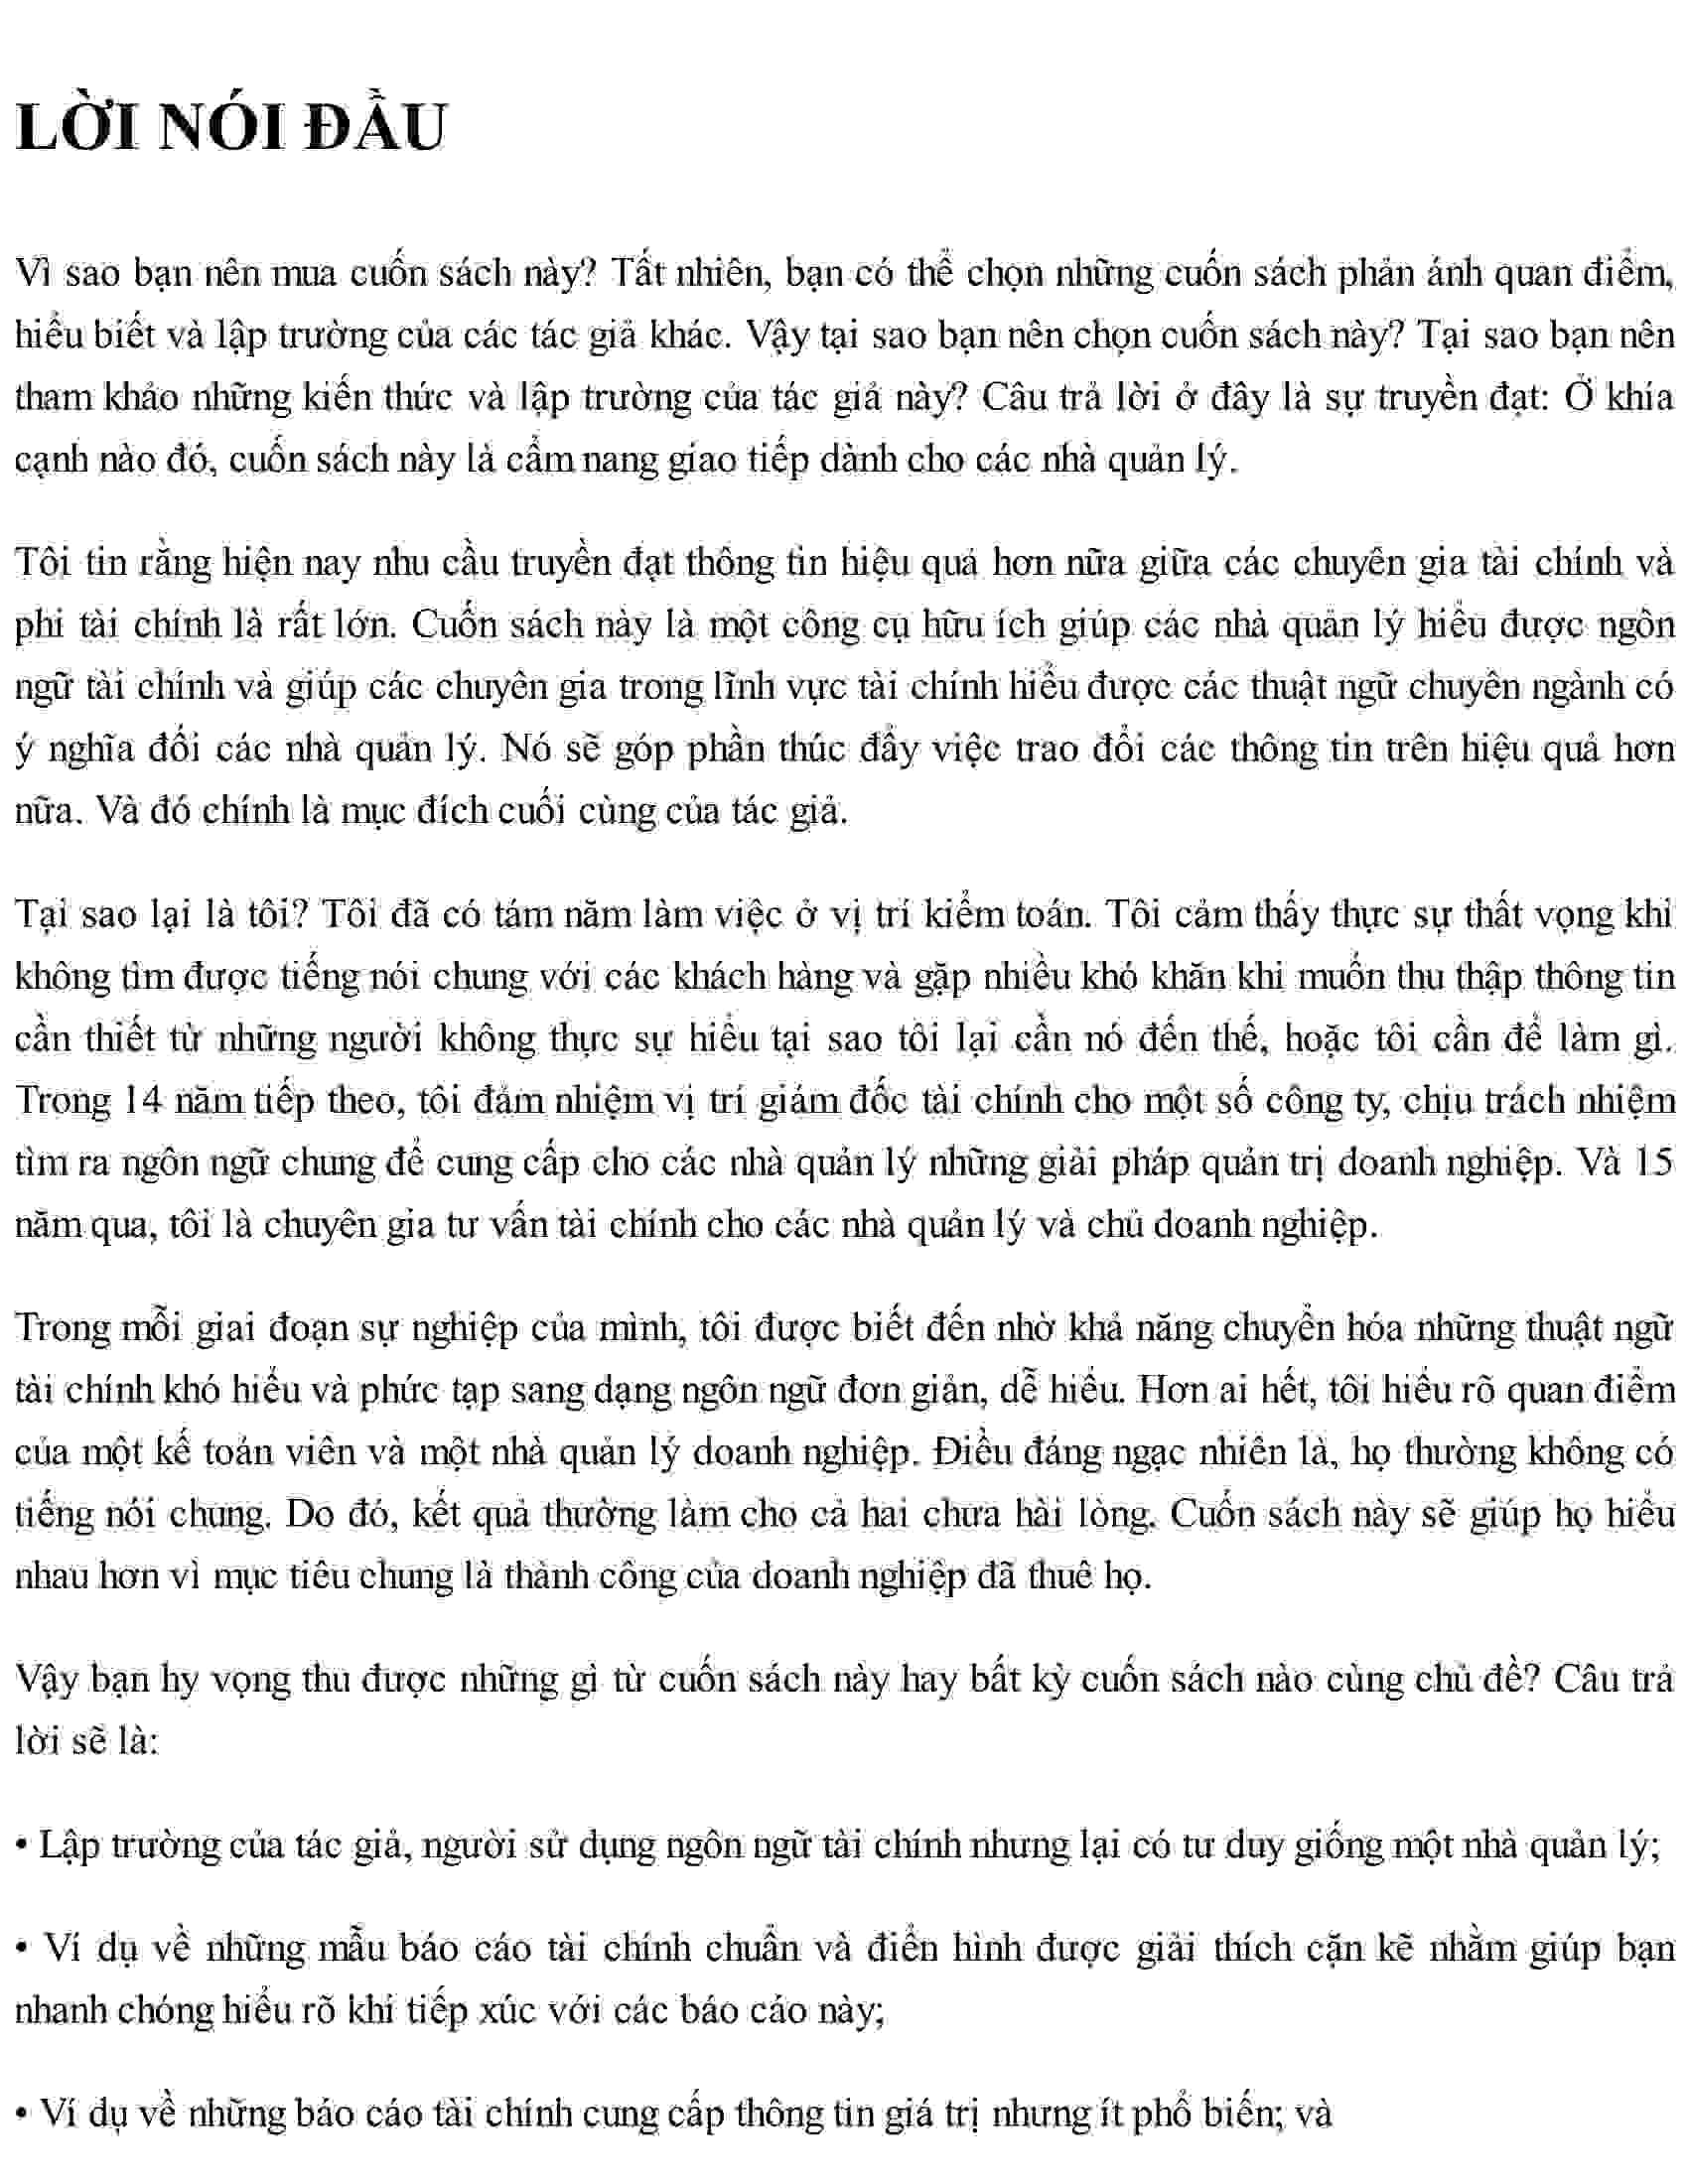 LỜI NÓI ĐẦU
Vì sao bạn nên mua cuốn sách này? Tất nhiên, bạn có thể chọn những cuốn sách phản ánh quan điểm,
hiểu biết và lập trường của các tác giả khác. Vậy tại sao bạn nên chọn cuốn sách này? Tại sao bạn nên
tham khảo những kiến thức và lập trường của tác giả này? Câu trả lời ở đây là sự truyền đạt: Ở khía
cạnh nào đó, cuốn sách này là cẩm nang giao tiếp dành cho các nhà quản lý.
Tôi tin rằng hiện nay nhu cầu truyền đạt thông tin hiệu quả hơn nữa giữa các chuyên gia tài chính và
phi tài chính là rất lớn. Cuốn sách này là một công cụ hữu ích giúp các nhà quản lý hiểu được ngôn
ngữ tài chính và giúp các chuyên gia trong lĩnh vực tài chính hiểu được các thuật ngữ chuyên ngành có
ý nghĩa đối các nhà quản lý. Nó sẽ góp phần thúc đẩy việc trao đổi các thông tin trên hiệu quả hơn
nữa. Và đó chính là mục đích cuối cùng của tác giả.
Tại sao lại là tôi? Tôi đã có tám năm làm việc ở vị trí kiểm toán. Tôi cảm thấy thực sự thất vọng khi
không tìm được tiếng nói chung với các khách hàng và gặp nhiều khó khăn khi muốn thu thập thông tin
cần thiết từ những người không thực sự hiểu tại sao tôi lại cần nó đến thế, hoặc tôi cần để làm gì.
Trong 14 năm tiếp theo, tôi đảm nhiệm vị trí giám đốc tài chính cho một số công ty, chịu trách nhiệm
tìm ra ngôn ngữ chung để cung cấp cho các nhà quản lý những giải pháp quản trị doanh nghiệp. Và 15
năm qua, tôi là chuyên gia tư vấn tài chính cho các nhà quản lý và chủ doanh nghiệp.
Trong mỗi giai đoạn sự nghiệp của mình, tôi được biết đến nhờ khả năng chuyển hóa những thuật ngữ
tài chính khó hiểu và phức tạp sang dạng ngôn ngữ đơn giản, dễ hiểu. Hơn ai hết, tôi hiểu rõ quan điểm
của một kế toán viên và một nhà quản lý doanh nghiệp. Điều đáng ngạc nhiên là, họ thường không có
tiếng nói chung. Do đó, kết quả thường làm cho cả hai chưa hài lòng. Cuốn sách này sẽ giúp họ hiểu
nhau hơn vì mục tiêu chung là thành công của doanh nghiệp đã thuê họ.
Vậy bạn hy vọng thu được những gì từ cuốn sách này hay bất kỳ cuốn sách nào cùng chủ đề? Câu trả
lời sẽ là:
• Lập trường của tác giả, người sử dụng ngôn ngữ tài chính nhưng lại có tư duy giống một nhà quản lý;
• Ví dụ về những mẫu báo cáo tài chính chuẩn và điển hình được giải thích cặn kẽ nhằm giúp bạn
nhanh chóng hiểu rõ khi tiếp xúc với các báo cáo này;
• Ví dụ về những báo cáo tài chính cung cấp thông tin giá trị nhưng ít phổ biến; và